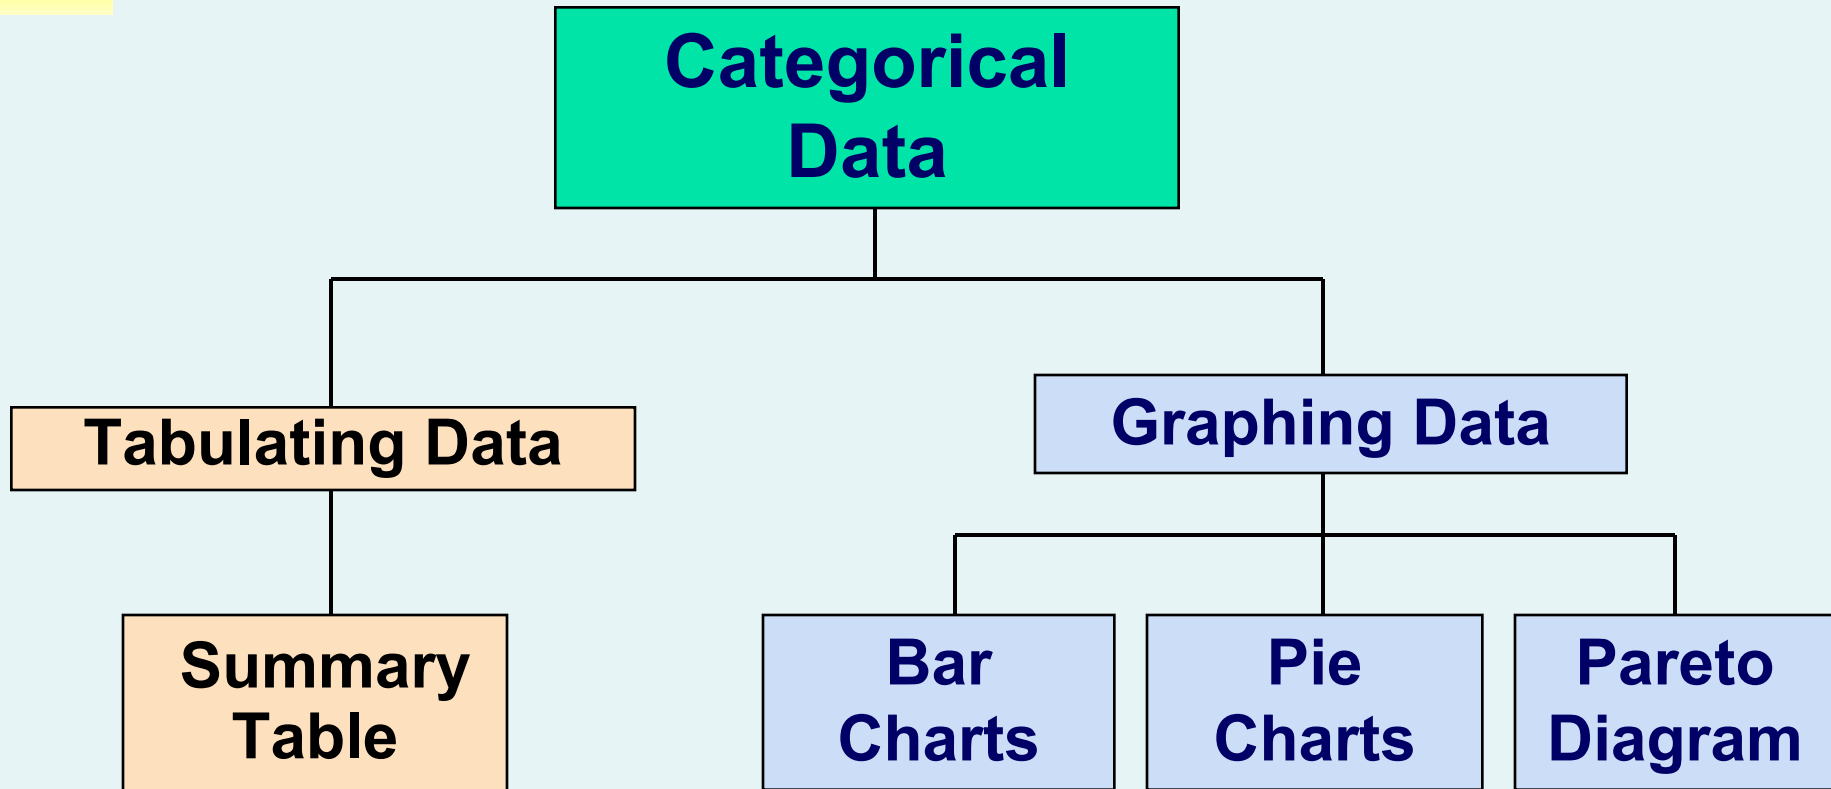 Categorical
Data
Tabulating Data
Graphing Data
Summary
Table
Bar
Charts
Pie
Charts
Pareto
Diagram